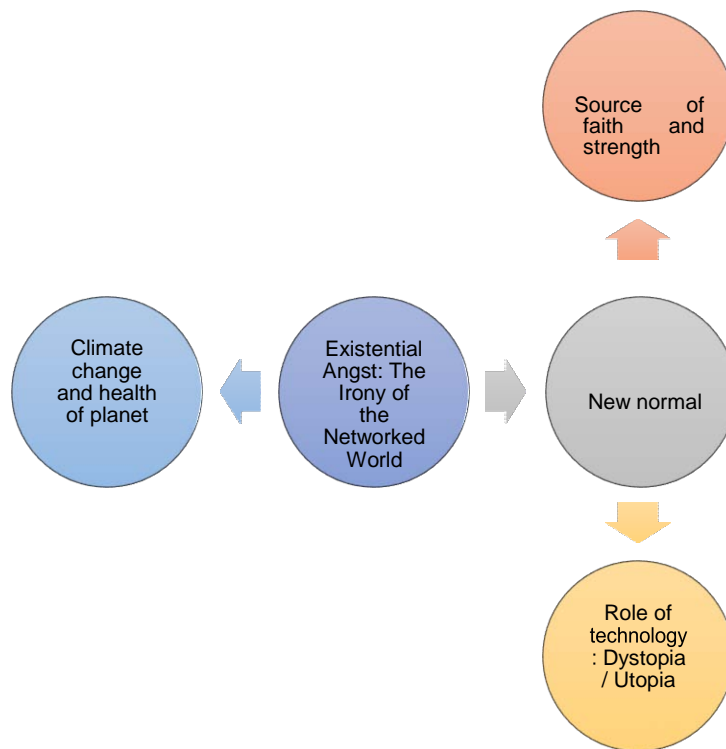 Source of
faith and
strength
Climate
change
and health
of planet
Existential
Angst: The
Irony of
the
Networked
World
New normal
Role of
technology
: Dystopia
/ Utopia